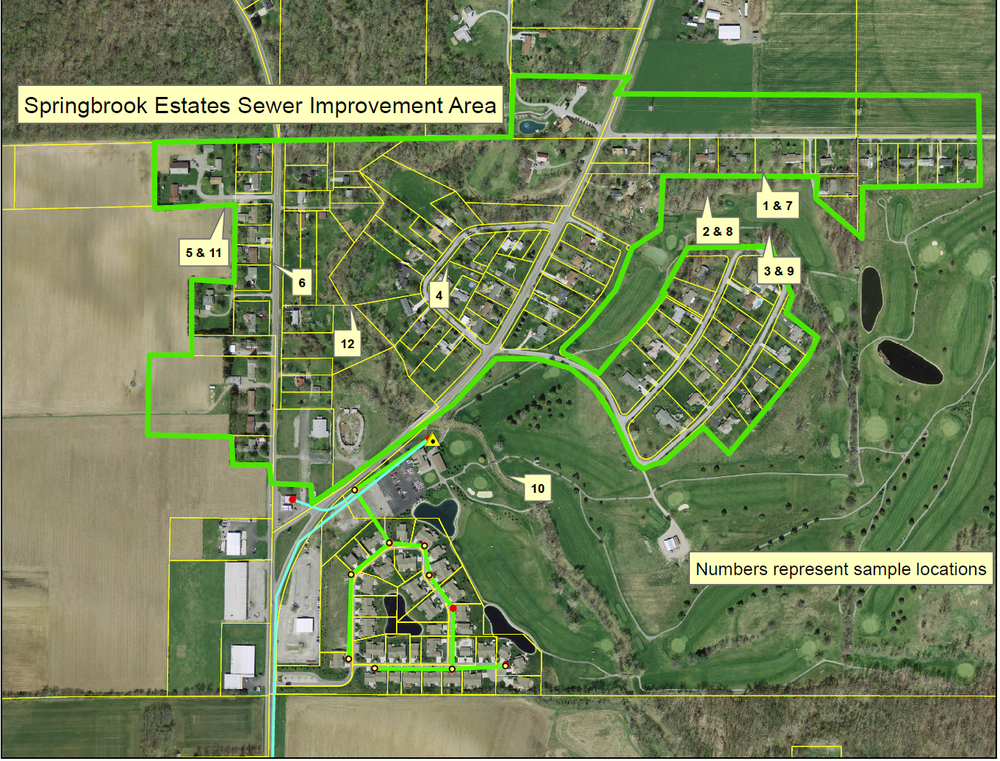 Springbrook Estates Sewer Improvement Area
1 & 7
2 & 8
5 & 11
3 & 9
6
4
12
10
Numbers represent sample locations